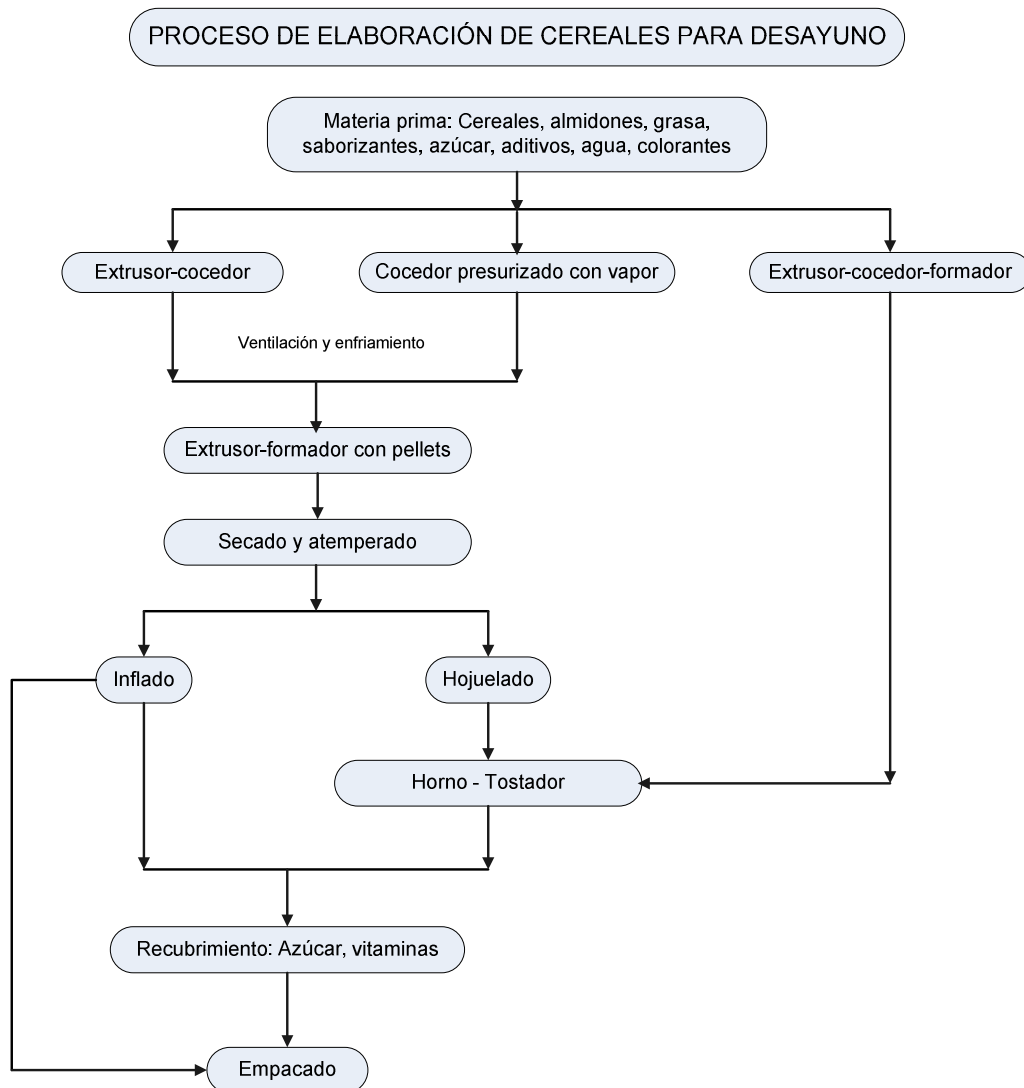 PROCESO DE ELABORACIÓN DE CEREALES PARA DESAYUNO
Materia prima: Cereales, almidones, grasa,
saborizantes, azúcar, aditivos, agua, colorantes
Extrusor-cocedor
Cocedor presurizado con vapor
Extrusor-cocedor-formador
Ventilación y enfriamiento
Extrusor-formador con pellets
Secado y atemperado
Inflado
Hojuelado
Horno - Tostador
Recubrimiento: Azúcar, vitaminas
Empacado